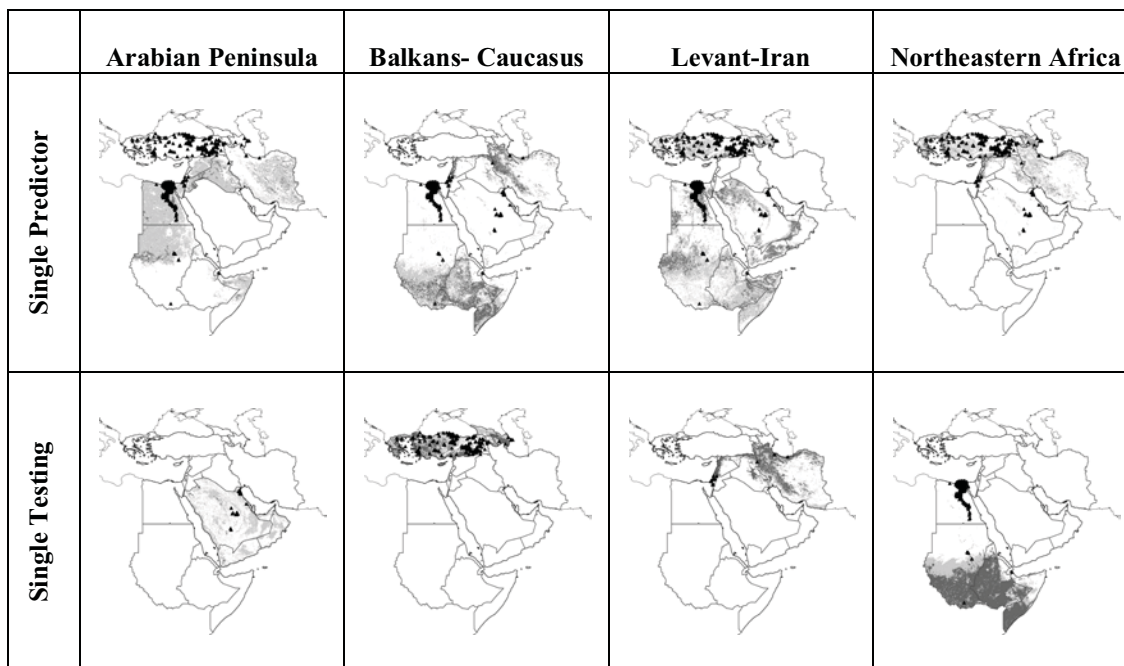 Arabian Peninsula
Balkans- Caucasus
Levant-Iran
Northeastern Africa
Single Predictor
Single Testing